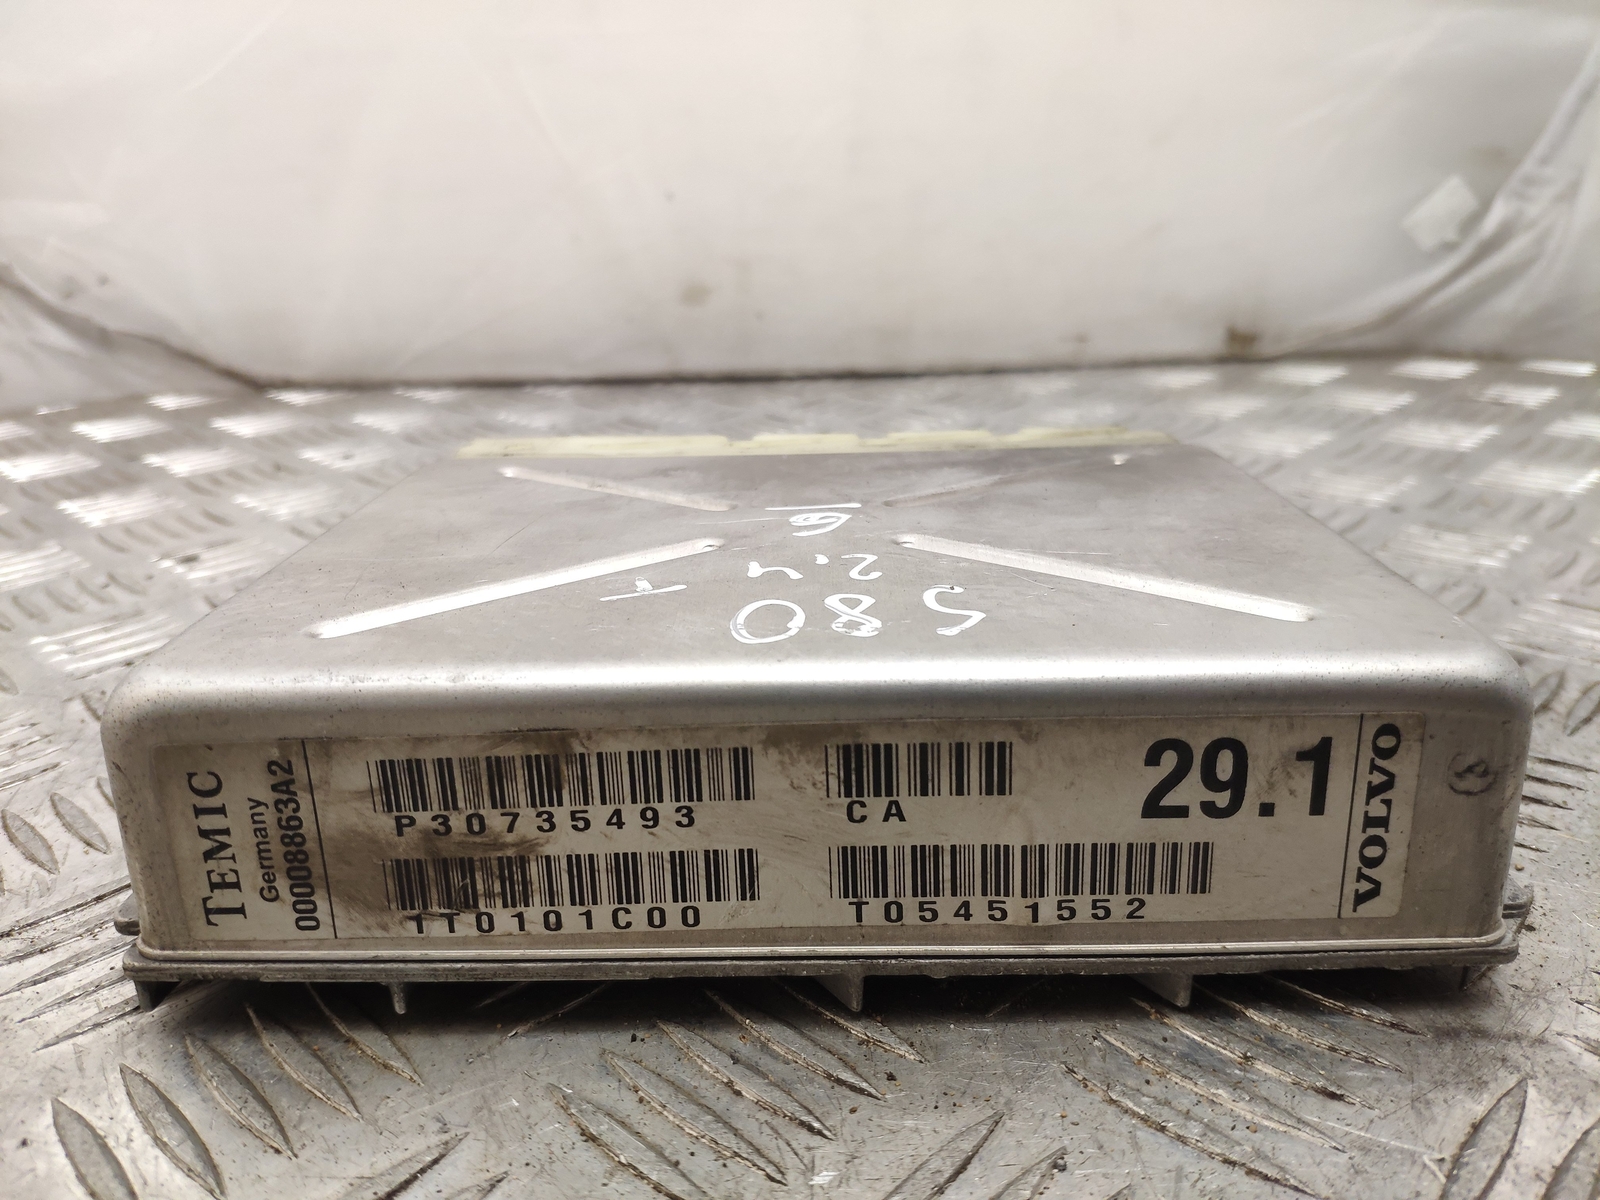 S80
2.4 T
TEMIC
Germany
00008863A2
P30735493
1T0101C00
CA
T05451552
29.1
VOLVO